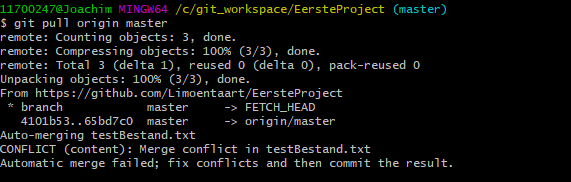 11700247@Joachim MINGW64 /c/git_workspace/EersteProject (master)
$ git pull origin master
remote: Counting objects: 3, done.
remote: Compressing objects: 100% (3/3), done.
remote: Total 3 (delta 1), reused 0 (delta 0), pack-reused 0
Unpacking objects: 100% (3/3), done.
From https://github.com/Limoentaart/EersteProject
 * branch            master     -> FETCH_HEAD
   4101b53..65bd7c0  master     -> origin/master
Auto-merging testBestand.txt
CONFLICT (content): Merge conflict in testBestand.txt
Automatic merge failed; fix conflicts and then commit the result.